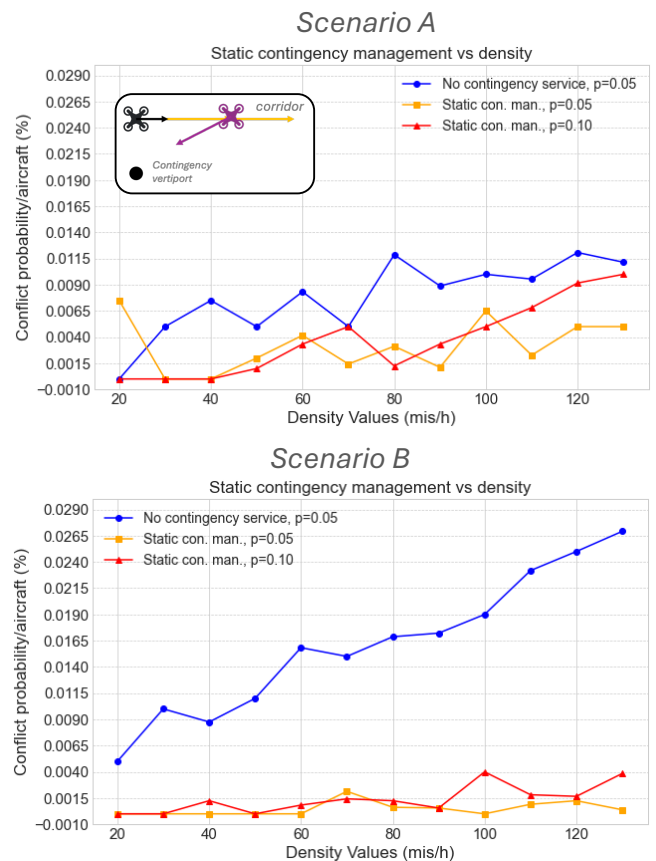 Scenario A
Static contingency management vs density
Conflict probability/aircraft (%)
0.0290
0.0265
0.0240
0.0215
0.0190
0.0165
0.0140
0.0115
0.0090
0.0065
0.0040
0.0015
−0.0010
No contingency service, p=0.05
Static con. man., p=0.05
Static con. man., p=0.10
corridor
Contingency
vertiport
20 40 60 80 100 120
Density Values (mis/h)
Scenario B
Static contingency management vs density
Conflict probability/aircraft (%)
0.0290
0.0265
0.0240
0.0215
0.0190
0.0165
0.0140
0.0115
0.0090
0.0065
0.0040
0.0015
−0.0010
No contingency service, p=0.05
Static con. man., p=0.05
Static con. man., p=0.10
20 40 60 80 100 120
Density Values (mis/h)